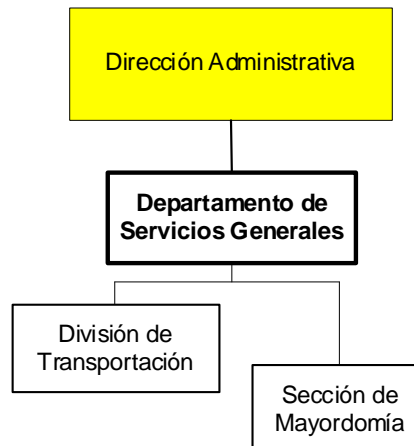 Dirección Administrativa
Departamento de
Servicios Generales
División de
Transportación
Sección de
Mayordomía